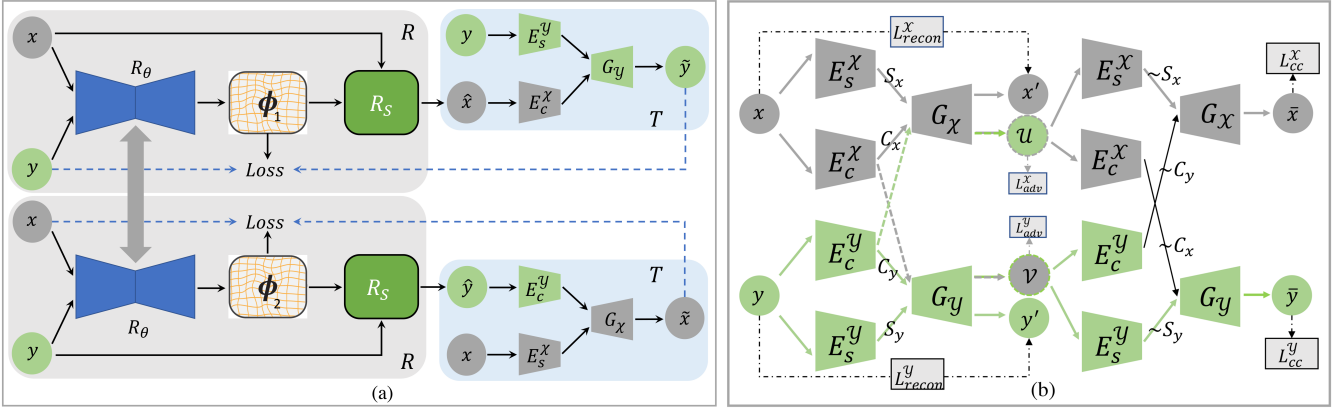 x
R
R_θ
ϕ_1
R_S
y
Loss
y
E_s^𝒴
G_𝒴
ỹ
x̂
E_c^χ
T
x
Loss
R_θ
ϕ_2
R_S
y
R
ŷ
E_c^𝒴
G_χ
x̃
x
E_s^χ
T
(a)
L_recon^𝒳
x
E_s^χ
S_x
E_c^χ
C_x
G_χ
x′
𝒰
L_adv^𝒳
E_s^𝒳
~S_x
E_c^𝒳
~C_y
G_𝒳
x̄
L_cc^𝒳
y
E_c^𝒴
C_y
E_s^𝒴
S_y
G_𝒴
L_adv^𝒴
𝒱
y′
E_c^𝒴
~C_x
E_s^𝒴
~S_y
G_𝒴
ȳ
L_cc^𝒴
L_recon^𝒴
(b)